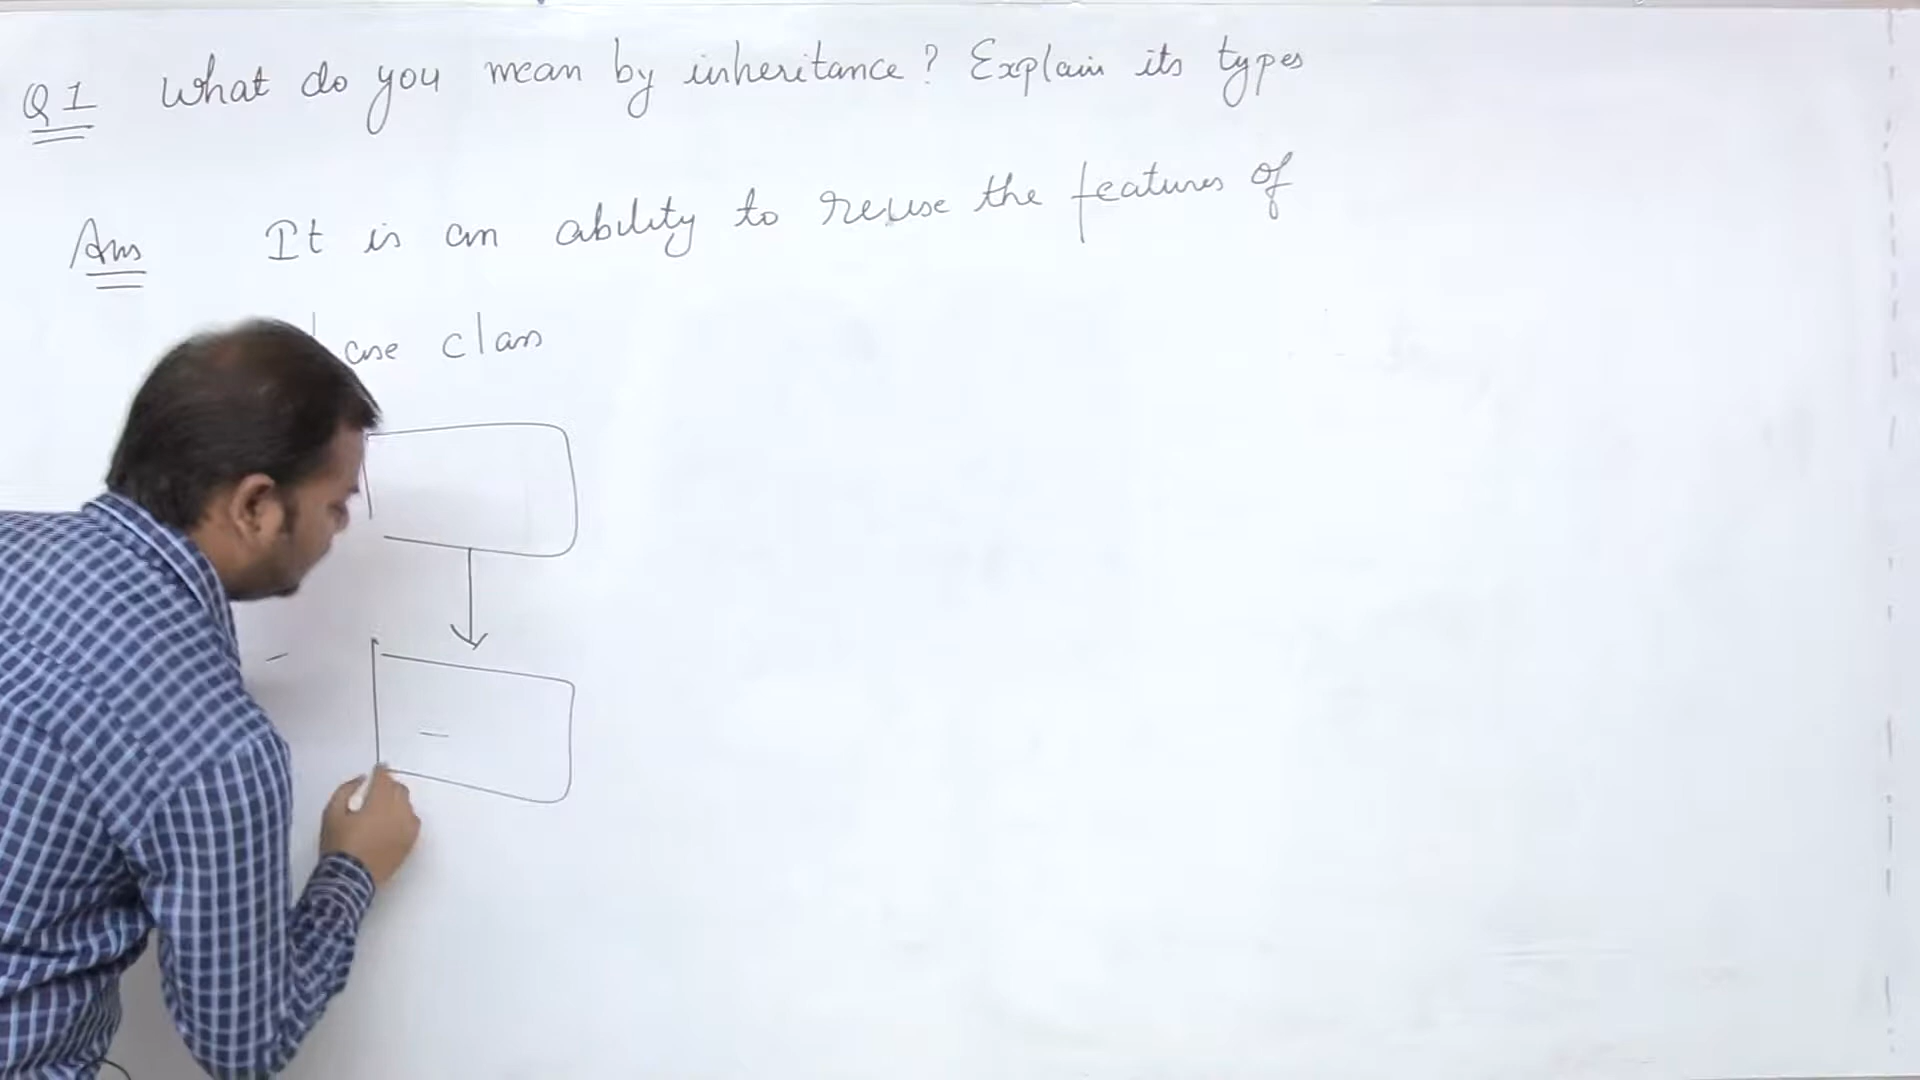 Q1 What do you mean by inheritance? Explain its types
Ans It is an ability to reuse the features of
class